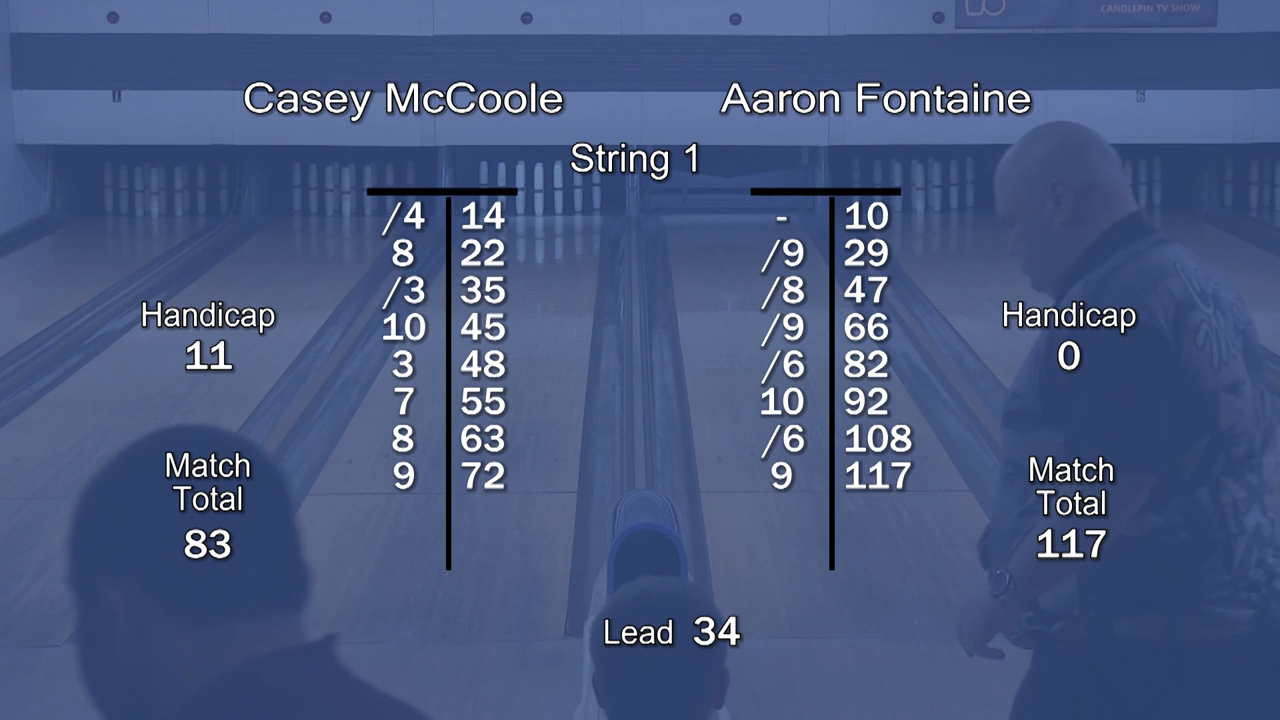 CANDLEPIN TV SHOW
Casey McCoole Aaron Fontaine
String 1
/4 14 - 10
8 22 /9 29
/3 35 /8 47
Handicap 10 45 /9 66 Handicap
11 3 48 /6 82 0
7 55 10 92
8 63 /6 108
Match 9 72 9 117 Match
Total Total
83 117
Lead 34